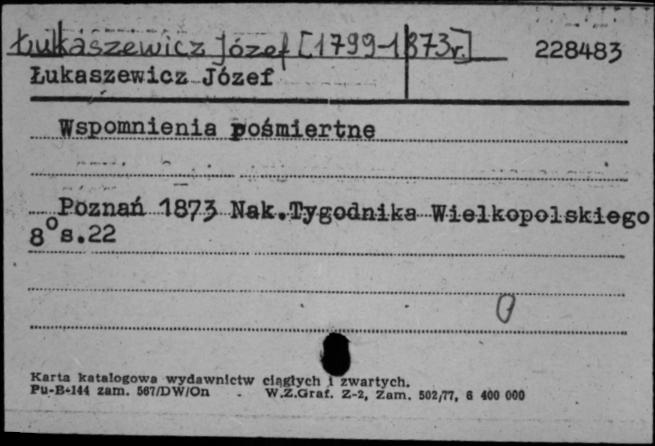 Łukaszewicz Józef [1799-1873r.] 228483
Łukaszewicz Józef
Wspomnienia pośmiertne
Poznań 1873 Nak.Tygodnika Wielkopolskiego
8° s.22
0
Karta katalogowa wydawnictw ciągłych i zwartych.
Pu-B-144 zam. 567/DW/On - W.Z.Graf. Z-2, Zam. 502/77, 6 400 000